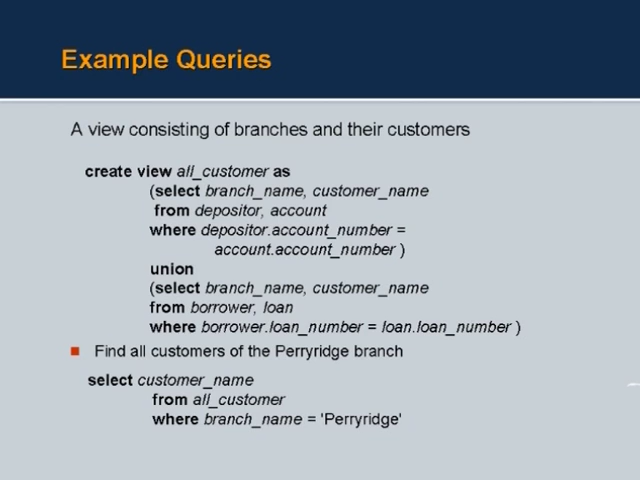 Example Queries
A view consisting of branches and their customers
create view all_customer as
(select branch_name, customer_name
from depositor, account
where depositor.account_number =
account.account_number )
union
(select branch_name, customer_name
from borrower, loan
where borrower.loan_number = loan.loan_number )
Find all customers of the Perryridge branch
select customer_name
from all_customer
where branch_name = 'Perryridge'